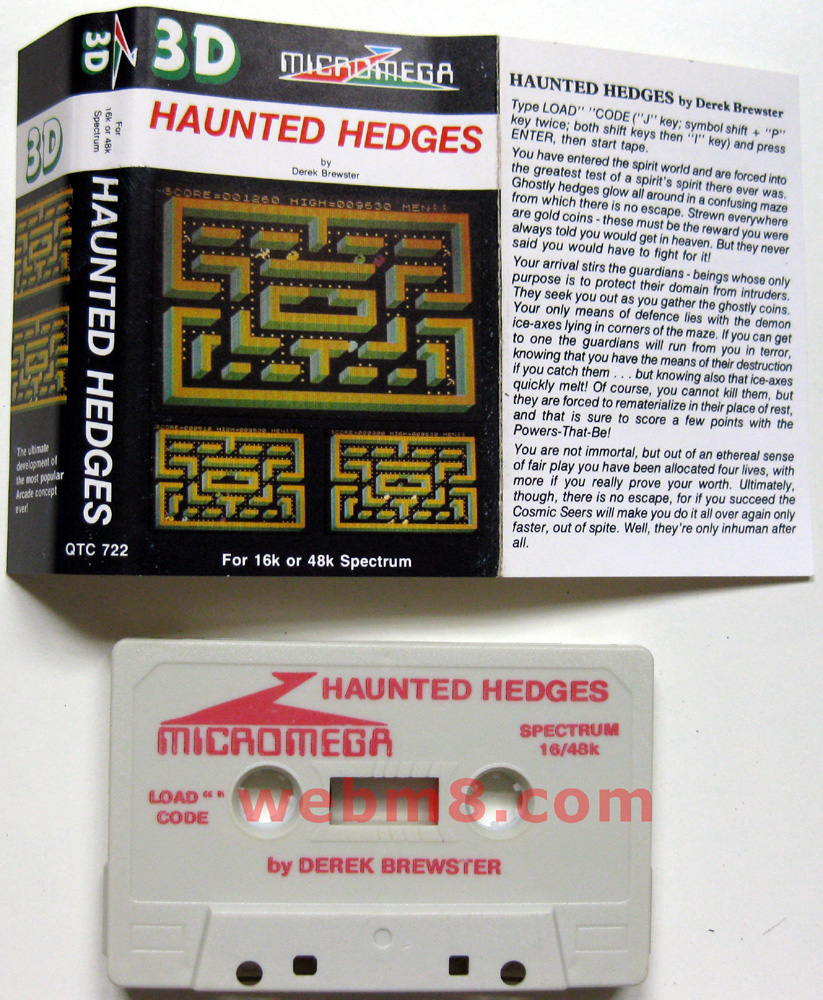 3D
For
16k or 48k
Spectrum
3D
HAUNTED HEDGES
The ultimate
development of
the most popular
Arcade concept
ever!
QTC 722
3D
MICROMEGA
HAUNTED HEDGES
by
Derek Brewster
SCORE=001260 HIGH=009630 MEN
HIGH=009630
HIGH=009630
For 16k or 48k Spectrum
HAUNTED HEDGES by Derek Brewster
Type LOAD" "CODE ("J" key; symbol shift + "P"
key twice; both shift keys then "I" key) and press
ENTER, then start tape.
You have entered the spirit world and are forced into
the greatest test of a spirit's spirit there ever was.
Ghostly hedges glow all around in a confusing maze
from which there is no escape. Strewn everywhere
are gold coins - these must be the reward you were
always told you would get in heaven. But they never
said you would have to fight for it!
Your arrival stirs the guardians - beings whose only
purpose is to protect their domain from intruders.
They seek you out as you gather the ghostly coins.
Your only means of defence lies with the demon
ice-axes lying in corners of the maze. If you can get
to one the guardians will run from you in terror,
knowing that you have the means of their destruction
if you catch them . . . but knowing also that ice-axes
quickly melt! Of course, you cannot kill them, but
they are forced to rematerialize in their place of rest,
and that is sure to score a few points with the
Powers-That-Be!
You are not immortal, but out of an ethereal sense
of fair play you have been allocated four lives, with
more if you really prove your worth. Ultimately,
though, there is no escape, for if you succeed the
Cosmic Seers will make you do it all over again only
faster, out of spite. Well, they're only inhuman after
all.
HAUNTED HEDGES
MICROMEGA
SPECTRUM
16/48k
LOAD " "
CODE
webm8.com
by DEREK BREWSTER